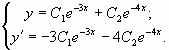 y = C₁e⁻³ˣ + C₂e⁻⁴ˣ;
y' = −3C₁e⁻³ˣ − 4C₂e⁻⁴ˣ.